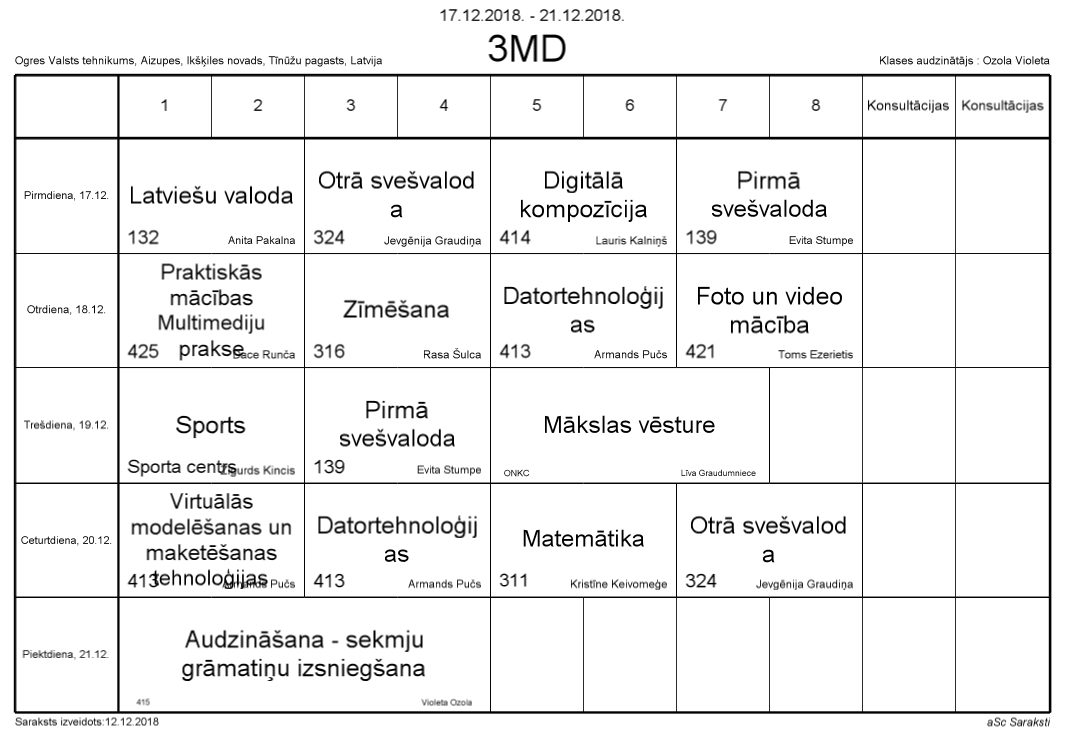 17.12.2018. - 21.12.2018.
3MD
Ogres Valsts tehnikums, Aizupes, Ikšķiles novads, Tīnūžu pagasts, Latvija
Klases audzinātājs : Ozola Violeta
1 2 3 4 5 6 7 8 Konsultācijas Konsultācijas
Pirmdiena, 17.12.
Latviešu valoda
132 Anita Pakalna
Otrā svešvalod
a
324 Jevgēnija Graudiņa
Digitālā
kompozīcija
414 Lauris Kalniņš
Pirmā
svešvaloda
139 Evita Stumpe
Otrdiena, 18.12.
Praktiskās
mācības
Multimediju
prakse
425 Dace Runča
Zīmēšana
316 Rasa Šulca
Datortehnoloģij
as
413 Armands Pučs
Foto un video
mācība
421 Toms Ezerietis
Trešdiena, 19.12.
Sports
Sporta centrs Zigurds Kincis
Pirmā
svešvaloda
139 Evita Stumpe
Mākslas vēsture
ONKC Līva Graudumniece
Ceturtdiena, 20.12.
Virtuālās
modelēšanas un
maketēšanas
tehnoloģijas
413 Armands Pučs
Datortehnoloģij
as
413 Armands Pučs
Matemātika
311 Kristīne Keivomeģe
Otrā svešvalod
a
324 Jevgēnija Graudiņa
Piektdiena, 21.12.
Audzināšana - sekmju
grāmatiņu izsniegšana
415 Violeta Ozola
Saraksts izveidots:12.12.2018
aSc Saraksti